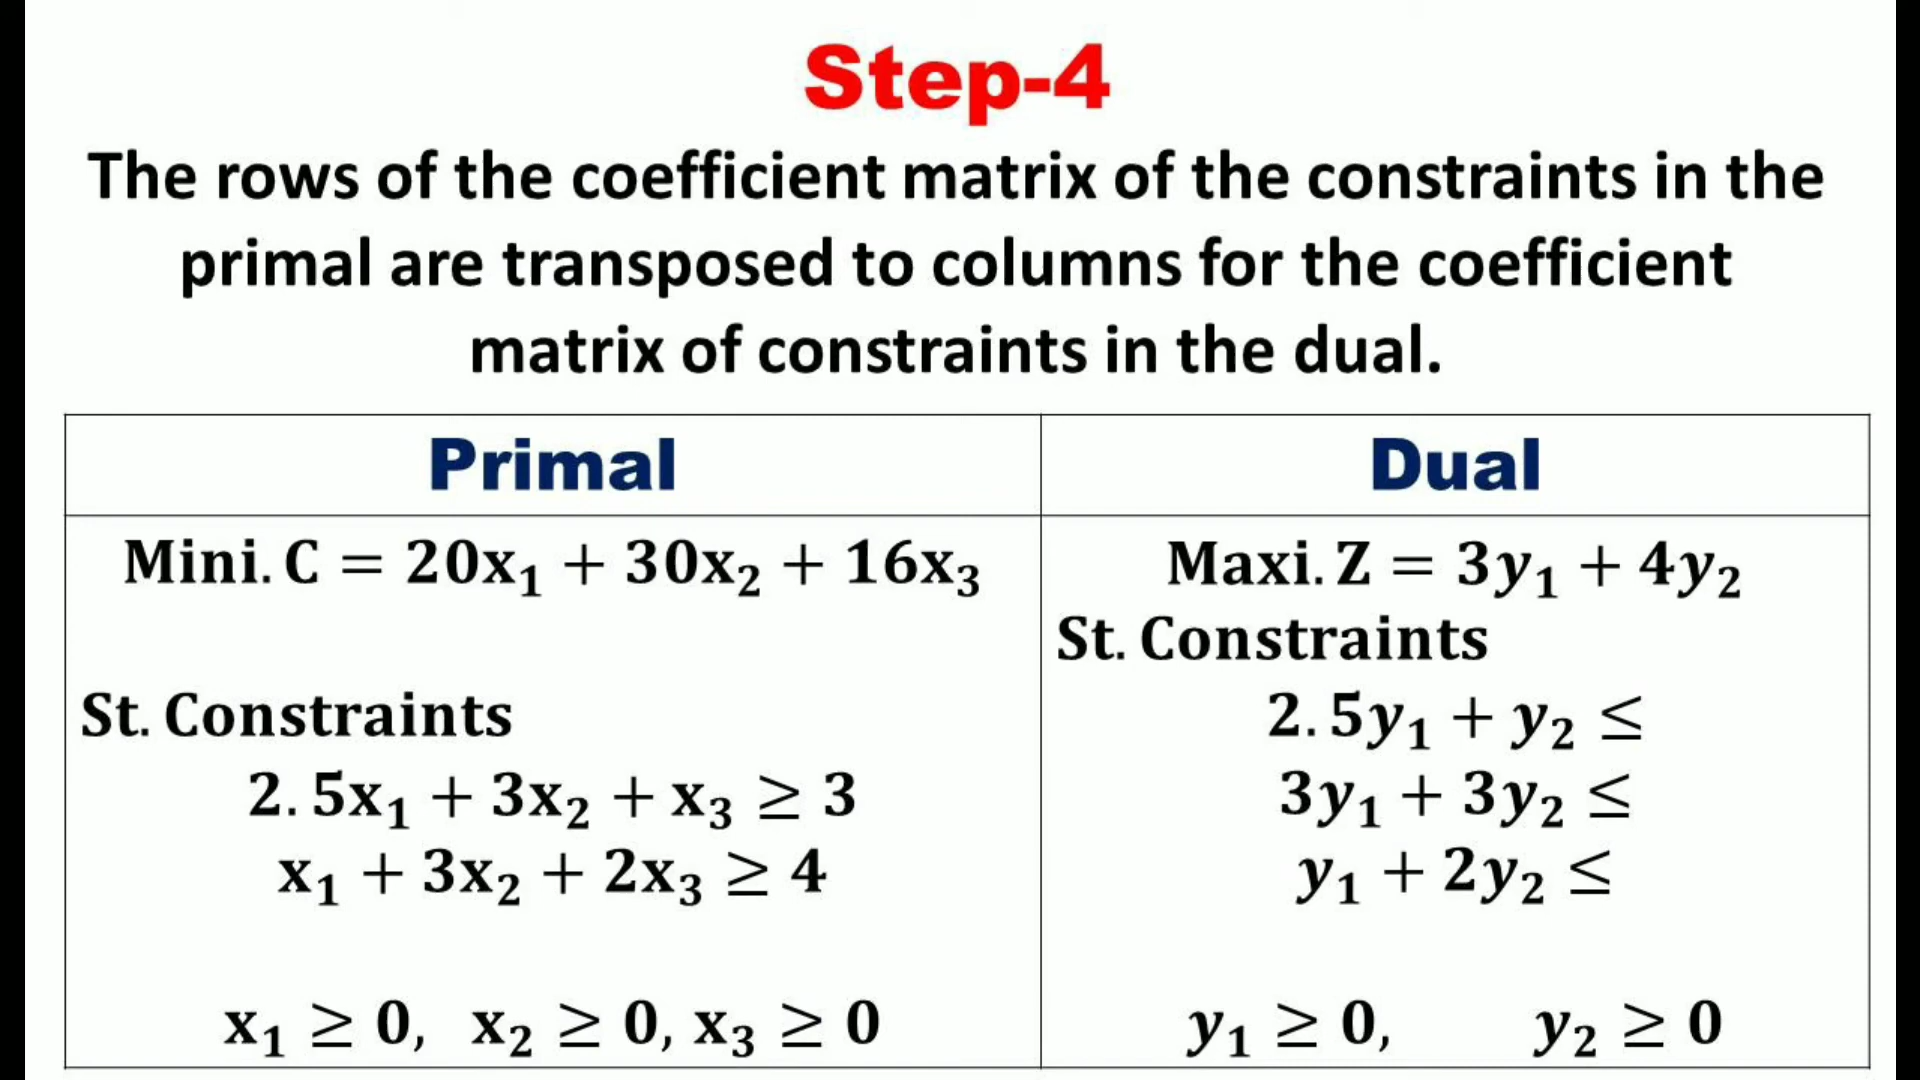 Step-4
The rows of the coefficient matrix of the constraints in the
primal are transposed to columns for the coefficient
matrix of constraints in the dual.
Primal
Dual
Mini. C = 20x₁ + 30x₂ + 16x₃
St. Constraints
2.5x₁ + 3x₂ + x₃ ≥ 3
x₁ + 3x₂ + 2x₃ ≥ 4
x₁ ≥ 0, x₂ ≥ 0, x₃ ≥ 0
Maxi. Z = 3y₁ + 4y₂
St. Constraints
2.5y₁ + y₂ ≤
3y₁ + 3y₂ ≤
y₁ + 2y₂ ≤
y₁ ≥ 0, y₂ ≥ 0